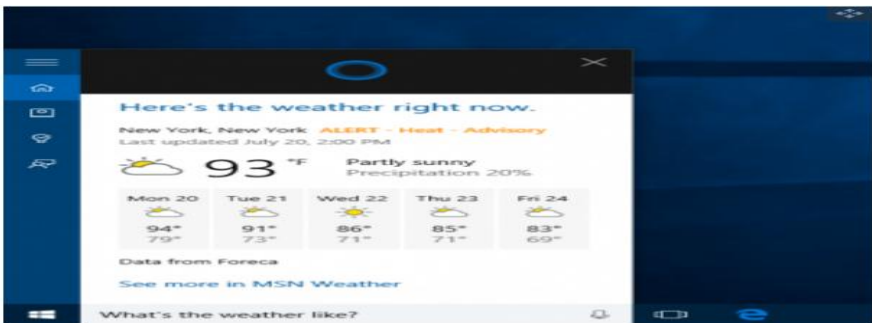 Here's the weather right now.
New York, New York ALERT - Heat - Advisory
Last updated July 20, 2:00 PM
93 °F Partly sunny
Precipitation 20%
Mon 20 Tue 21 Wed 22 Thu 23 Fri 24
94° 91° 86° 85° 83°
79° 73° 71° 71° 69°
Data from Foreca
See more in MSN Weather
What's the weather like?